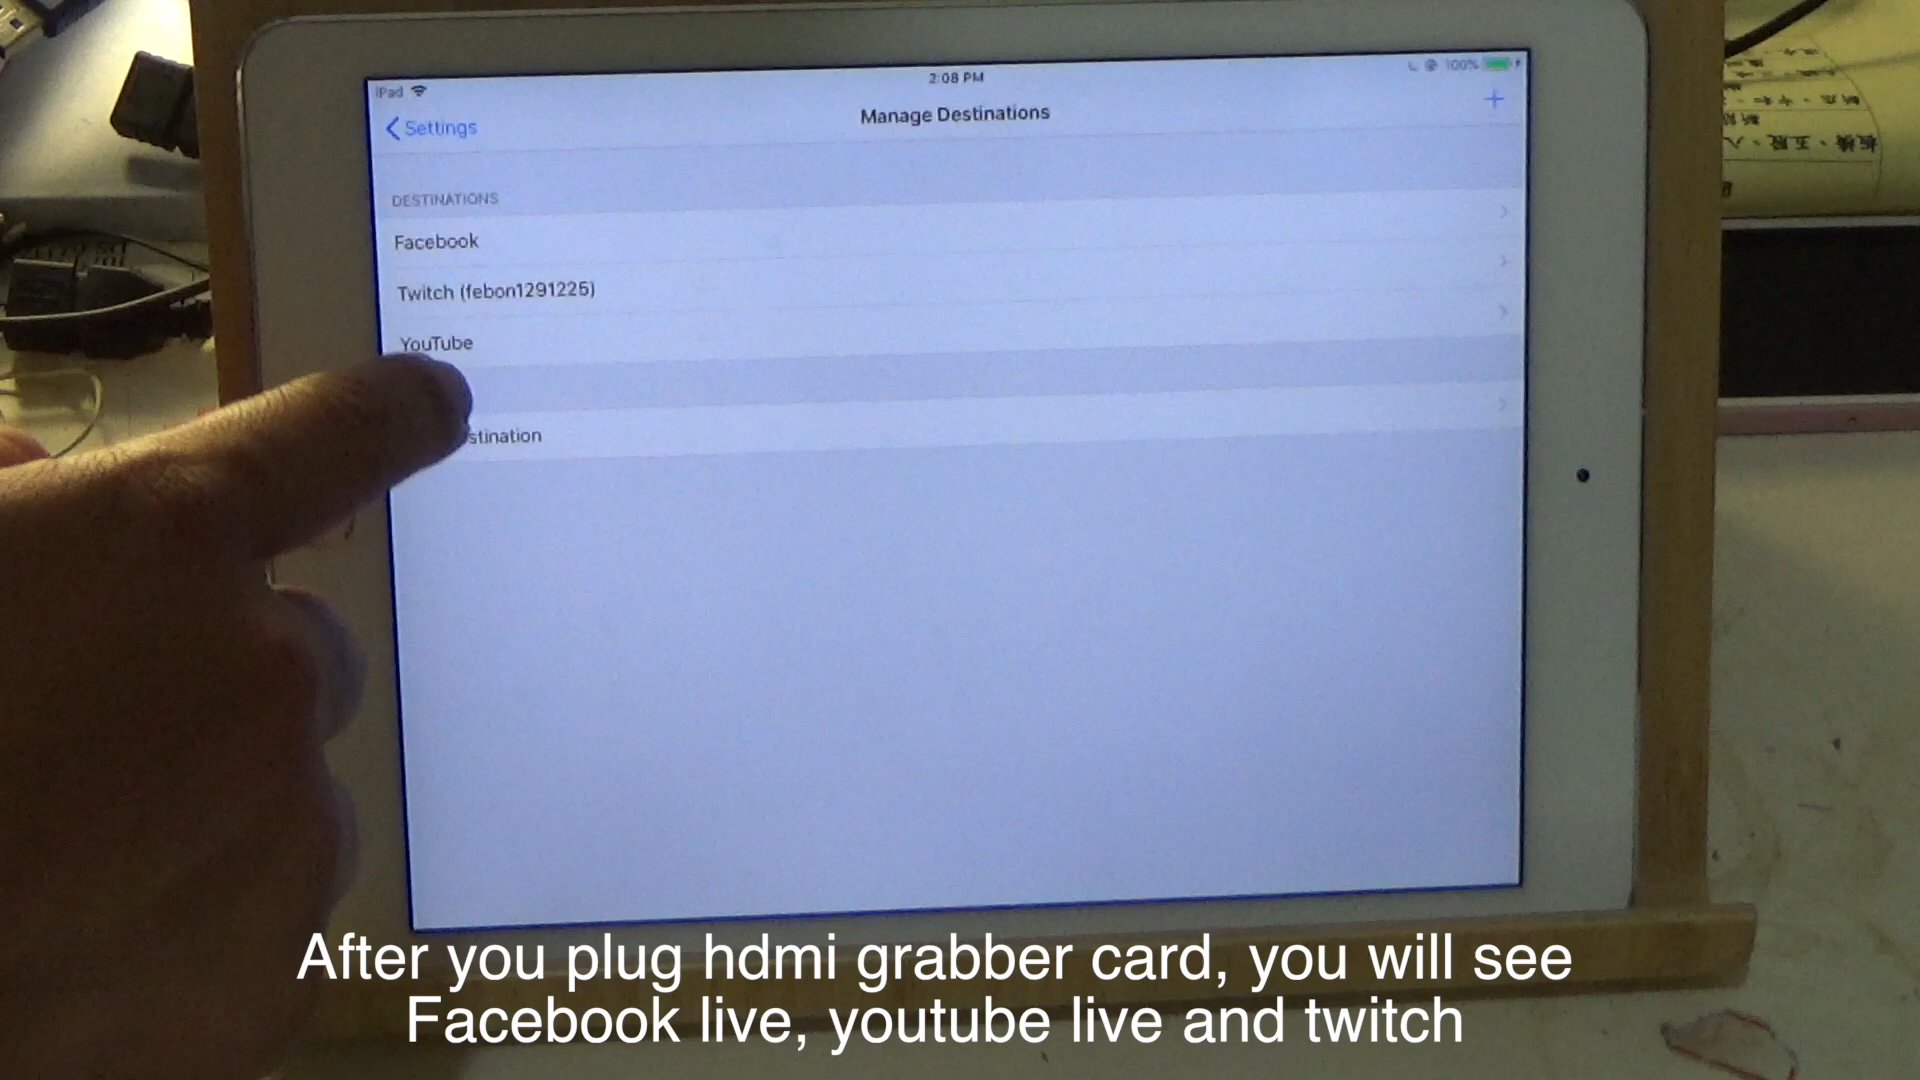 iPad
2:08 PM
100%
Settings
Manage Destinations
+
DESTINATIONS
Facebook
Twitch (febon1291225)
YouTube
stination
After you plug hdmi grabber card, you will see
Facebook live, youtube live and twitch